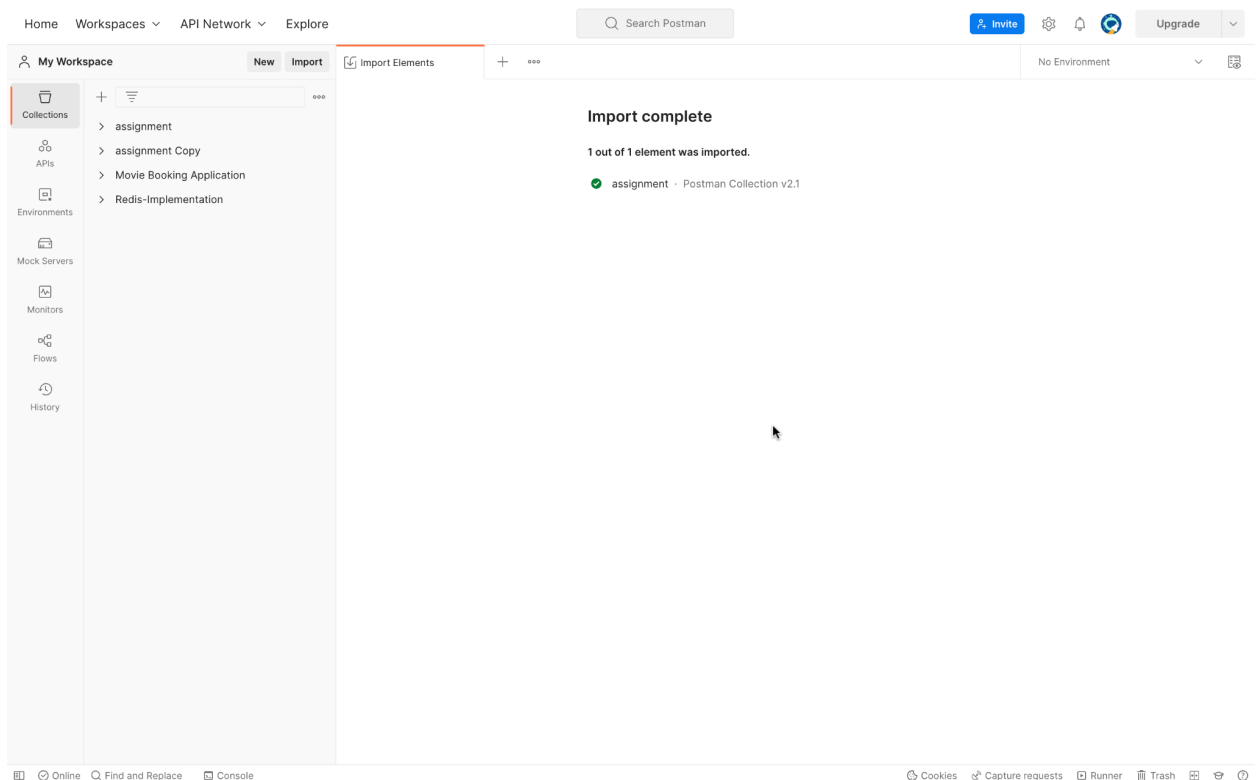 Home Workspaces API Network Explore Search Postman Invite Upgrade
My Workspace New Import Import Elements No Environment
Collections
APIs
Environments
Mock Servers
Monitors
Flows
History
assignment
assignment Copy
Movie Booking Application
Redis-Implementation
Import complete
1 out of 1 element was imported.
assignment · Postman Collection v2.1
Online Find and Replace Console Cookies Capture requests Runner Trash